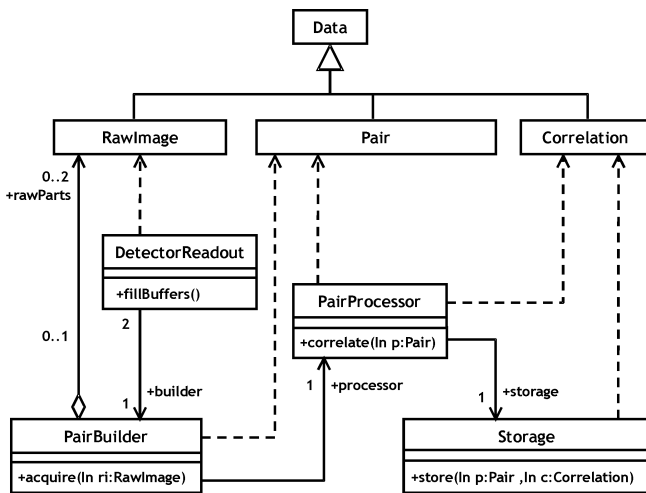 Data
RawImage
Pair
Correlation
0..2
+rawParts
DetectorReadout
+fillBuffers()
PairProcessor
+correlate(In p:Pair)
2
0..1
1
+builder
1
+processor
1
+storage
PairBuilder
+acquire(In ri:RawImage)
Storage
+store(In p:Pair ,In c:Correlation)